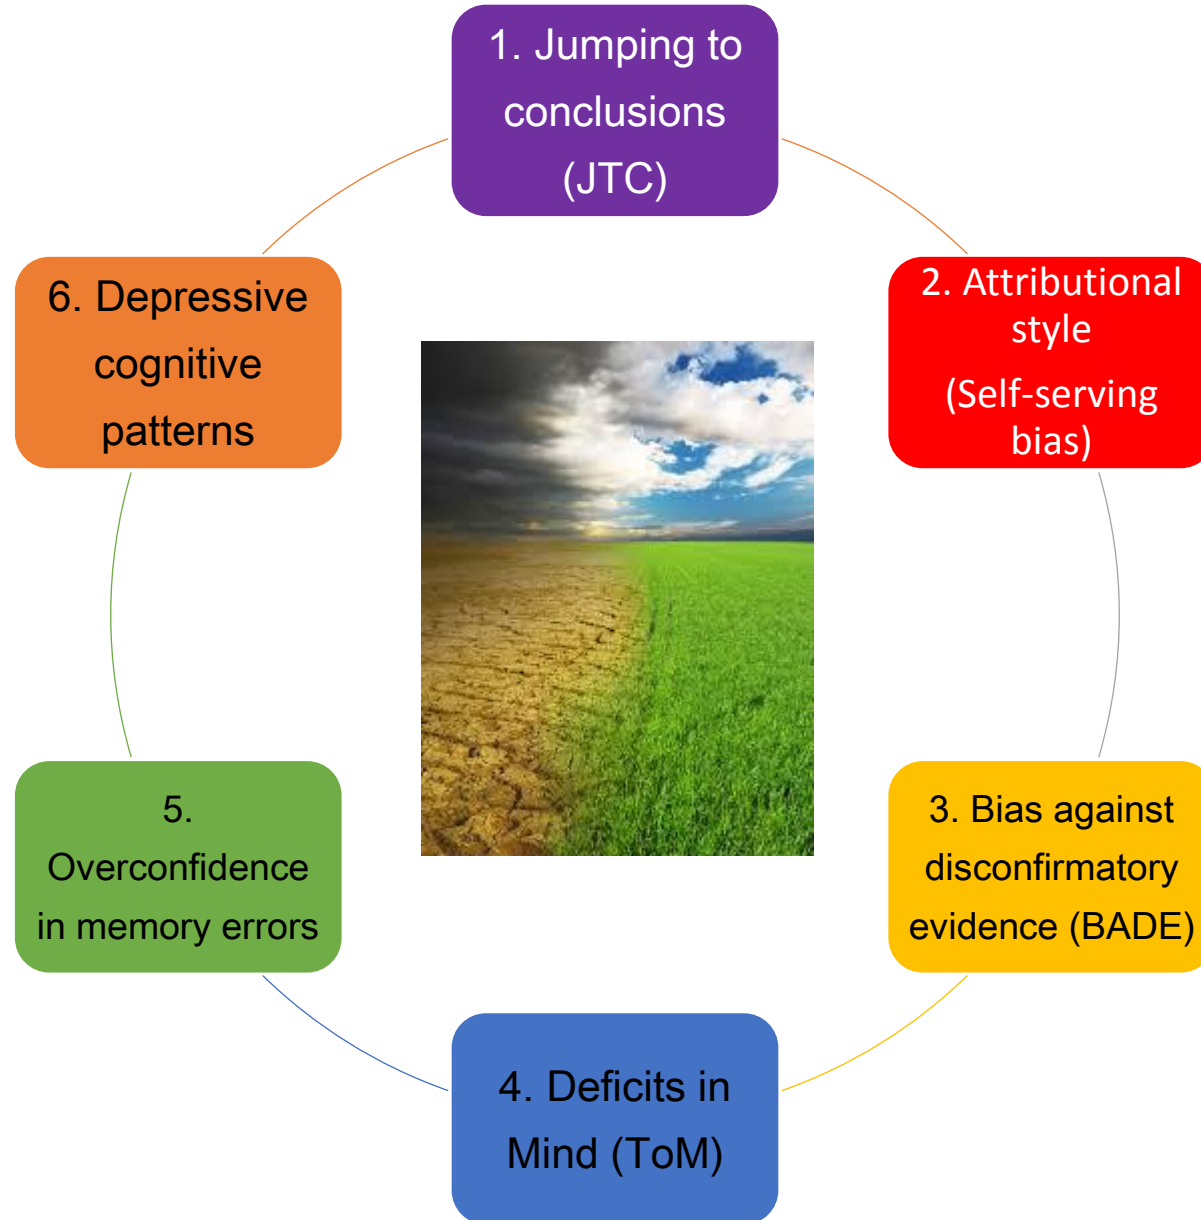 1. Jumping to
conclusions
(JTC)
2. Attributional
style
(Self-serving
bias)
3. Bias against
disconfirmatory
evidence (BADE)
4. Deficits in
Mind (ToM)
5.
Overconfidence
in memory errors
6. Depressive
cognitive
patterns